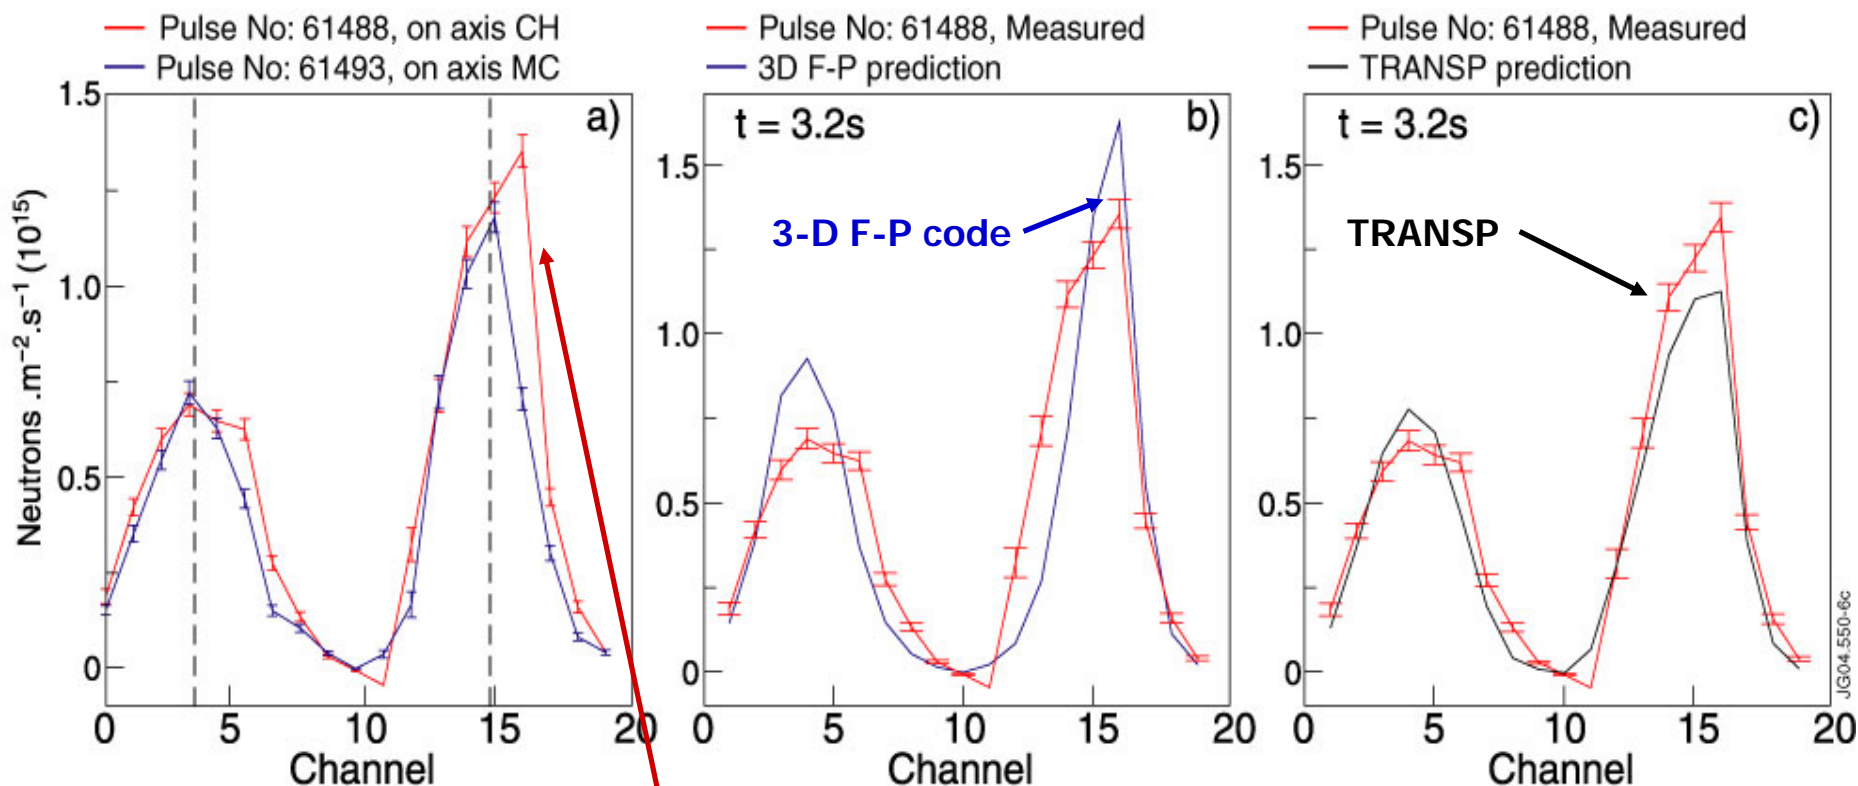 Pulse No: 61488, on axis CH
Pulse No: 61493, on axis MC
Pulse No: 61488, Measured
3D F-P prediction
Pulse No: 61488, Measured
TRANSP prediction
Neutrons .m⁻².s⁻¹ (10¹⁵)
1.5
1.0
0.5
0
a)
0 5 10 15 20
Channel
t = 3.2s
b)
1.5
1.0
0.5
0
3-D F-P code
0 5 10 15 20
Channel
t = 3.2s
c)
1.5
1.0
0.5
0
TRANSP
0 5 10 15 20
Channel
JG04.550-6c